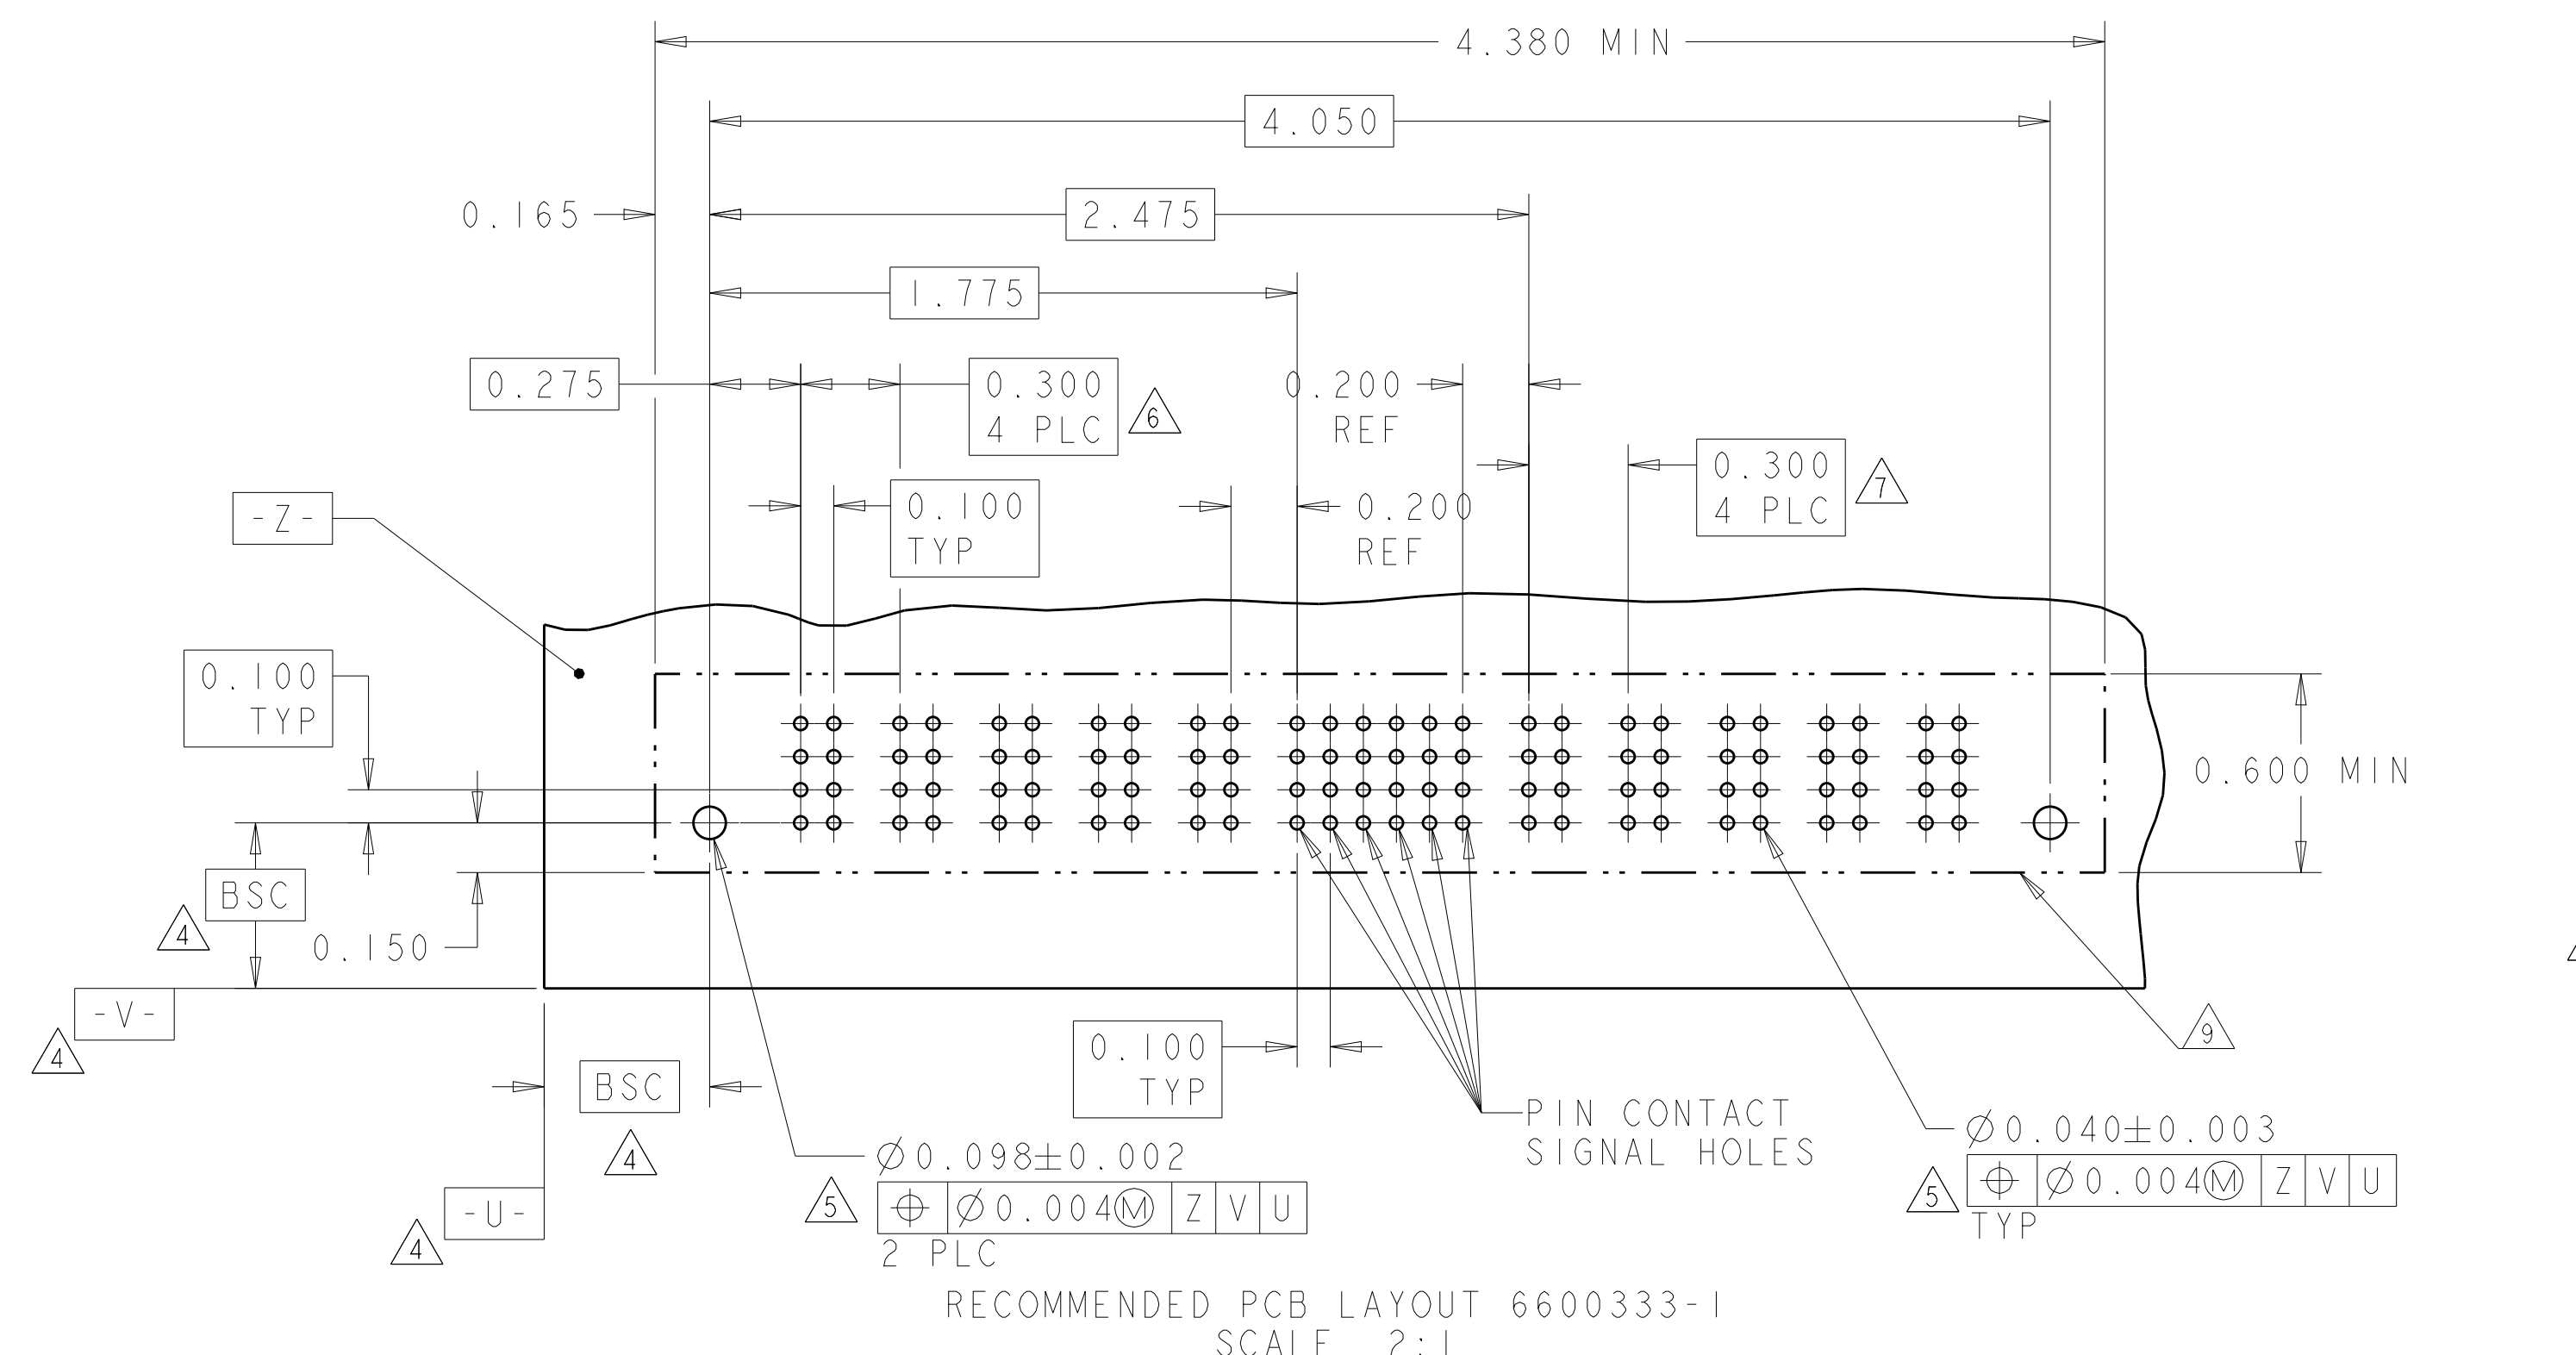 4.380 MIN
4.050
0.165
2.475
1.775
0.275
0.300
4 PLC
6
0.200
REF
0.300
4 PLC
7
-Z-
0.100
TYP
0.200
REF
0.100
TYP
0.600 MIN
BSC
4
0.150
-V-
4
9
0.100
TYP
BSC
4
PIN CONTACT
SIGNAL HOLES
Ø0.040±0.003
5
⌖ Ø0.004Ⓜ Z V U
TYP
Ø0.098±0.002
5
⌖ Ø0.004Ⓜ Z V U
2 PLC
-U-
4
RECOMMENDED PCB LAYOUT 6600333-1
SCALE 2:1